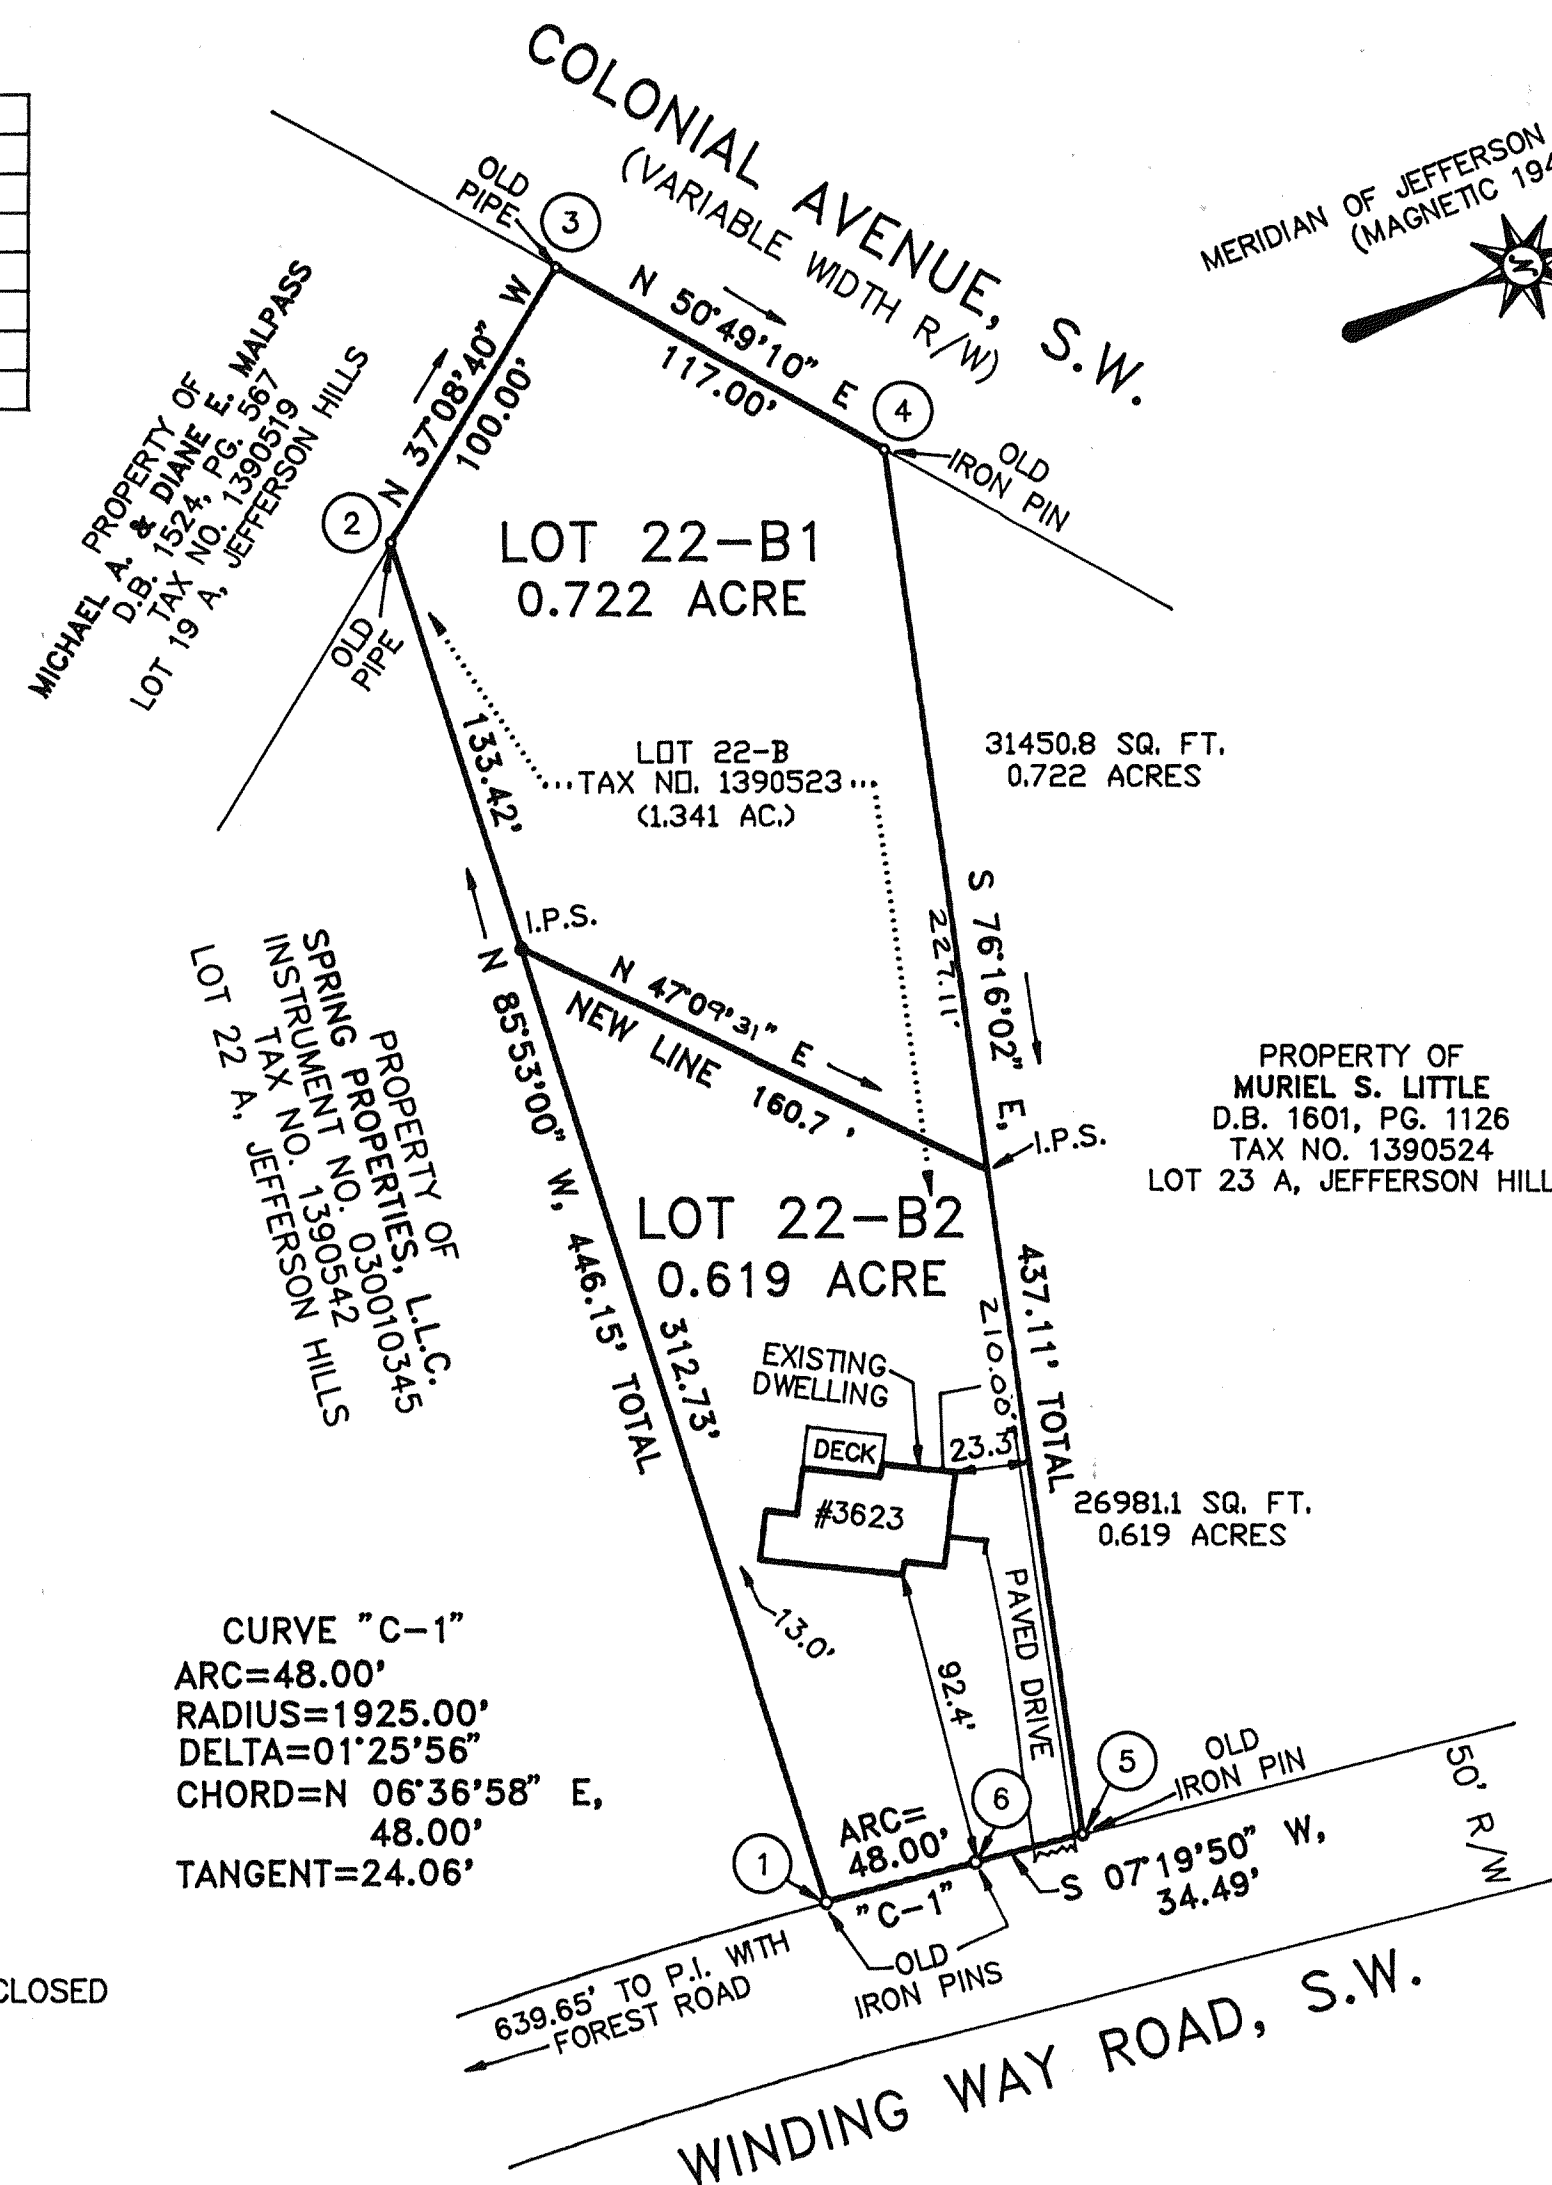 COLONIAL AVENUE, S.W.
(VARIABLE WIDTH R/W)
MERIDIAN OF JEFFERSON
(MAGNETIC 194
N
OLD
PIPE
3
N 50°49'10" E
117.00'
4
OLD
IRON PIN
PROPERTY OF
MICHAEL A. & DIANE E. MALPASS
D.B. 1524, PG. 567
TAX NO. 1390519
LOT 19 A, JEFFERSON HILLS
N 37°08'40" W
100.00'
2
OLD
PIPE
LOT 22-B1
0.722 ACRE
133.42'
LOT 22-B
TAX NO. 1390523
(1.341 AC.)
31450.8 SQ. FT.
0.722 ACRES
S 76°16'02" E,
227.11'
437.11' TOTAL
210.00'
I.P.S.
N 47°09'31" E
NEW LINE 160.7 '
I.P.S.
N 85°53'00" W, 446.15' TOTAL
312.73'
PROPERTY OF
SPRING PROPERTIES, L.L.C.
INSTRUMENT NO. 030010345
TAX NO. 1390542
LOT 22 A, JEFFERSON HILLS
PROPERTY OF
MURIEL S. LITTLE
D.B. 1601, PG. 1126
TAX NO. 1390524
LOT 23 A, JEFFERSON HILL
LOT 22-B2
0.619 ACRE
EXISTING
DWELLING
DECK
23.3'
#3623
26981.1 SQ. FT.
0.619 ACRES
13.0'
92.4'
PAVED DRIVE
CURVE "C-1"
ARC=48.00'
RADIUS=1925.00'
DELTA=01°25'56"
CHORD=N 06°36'58" E,
48.00'
TANGENT=24.06'
1
ARC=
48.00'
"C-1"
6
5
OLD
IRON PIN
S 07°19'50" W,
34.49'
50' R/W
OLD
IRON PINS
639.65' TO P.I. WITH
FOREST ROAD
CLOSED
WINDING WAY ROAD, S.W.